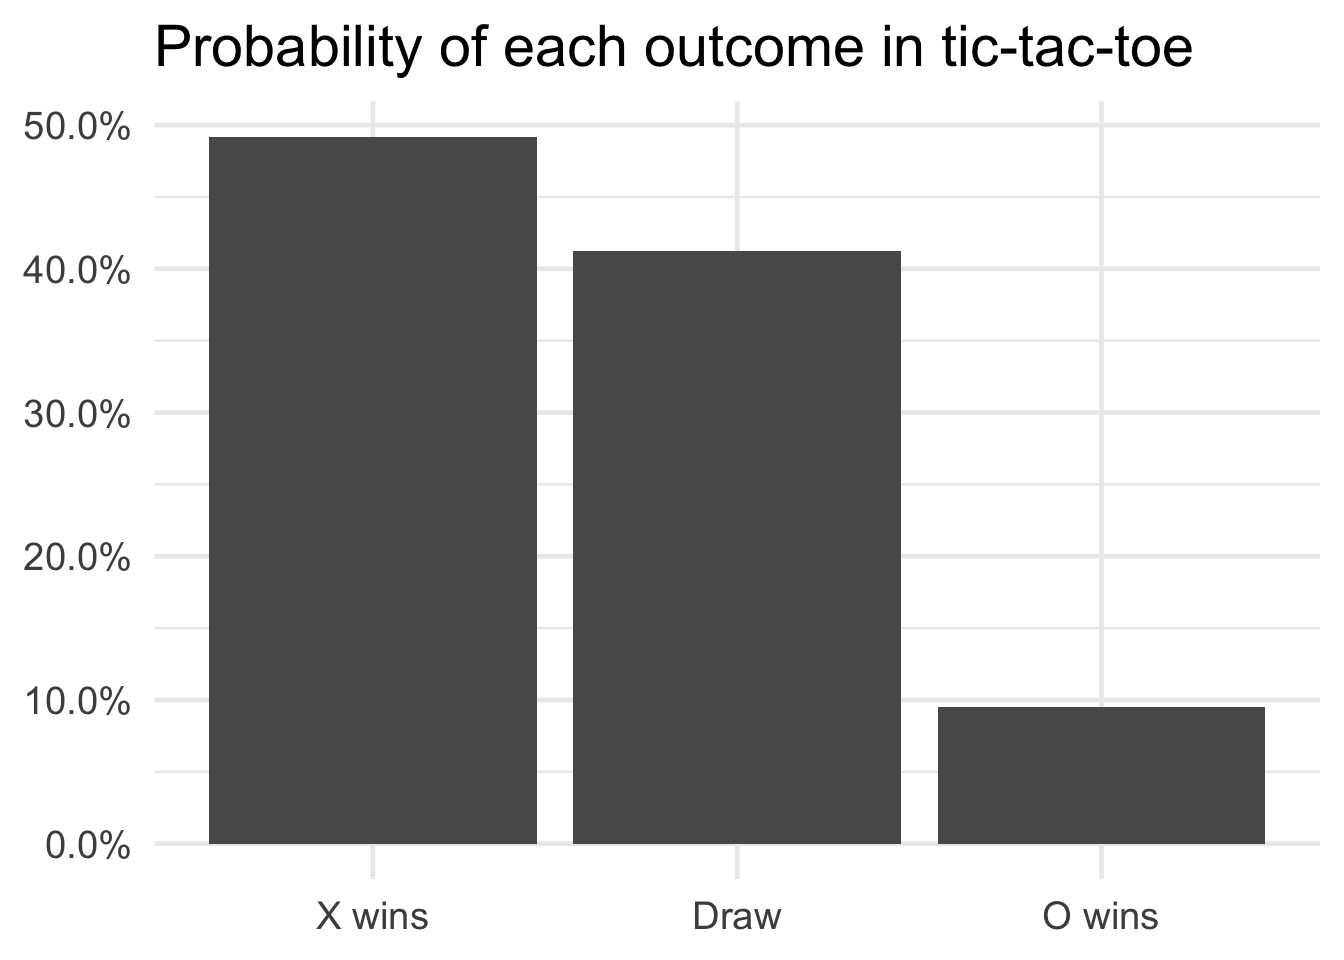 Probability of each outcome in tic-tac-toe
50.0%
40.0%
30.0%
20.0%
10.0%
0.0%
X wins
Draw
O wins